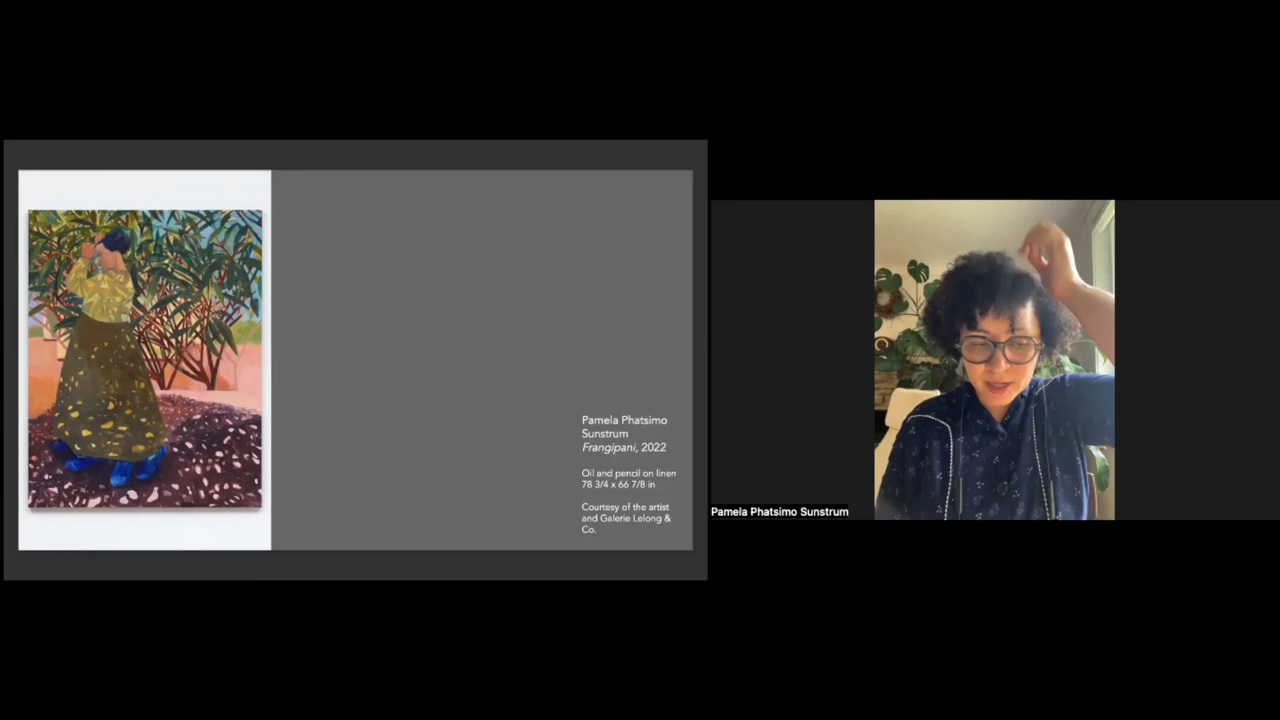 Pamela Phatsimo
Sunstrum
Frangipani, 2022
Oil and pencil on linen
78 3/4 x 66 7/8 in
Courtesy of the artist
and Galerie Lelong &
Co.
Pamela Phatsimo Sunstrum